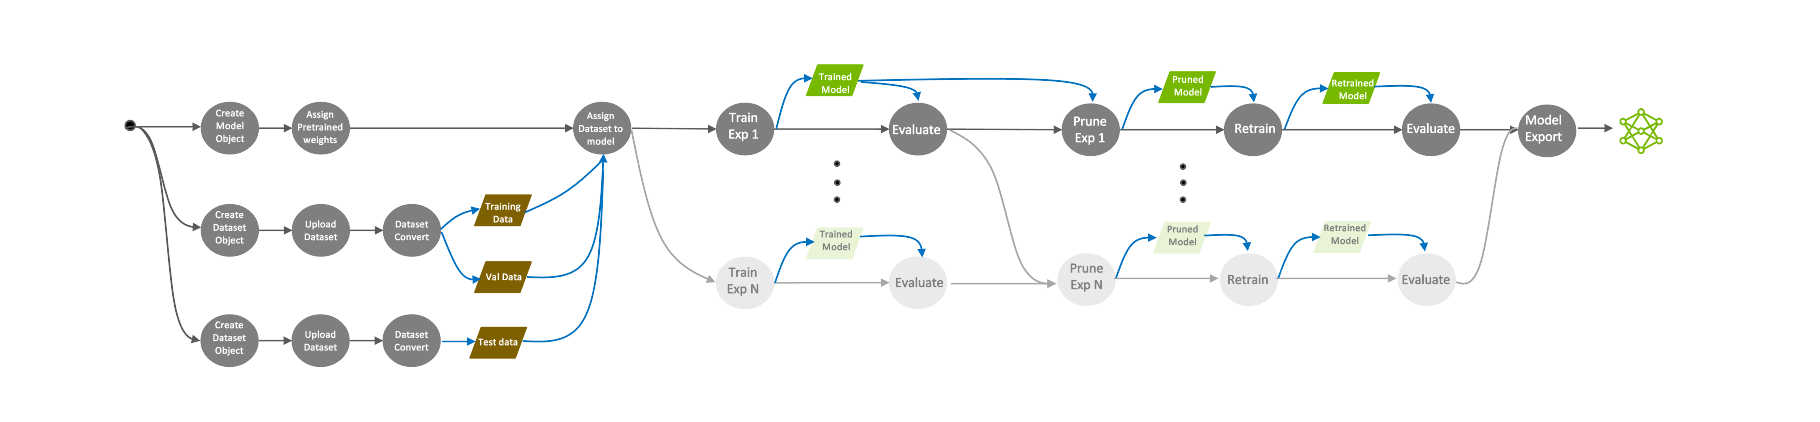 Create
Model
Object
Assign
Pretrained
weights
Assign
Dataset to
model
Train
Exp 1
Trained
Model
Evaluate
Prune
Exp 1
Pruned
Model
Retrain
Retrained
Model
Evaluate
Model
Export
Create
Dataset
Object
Upload
Dataset
Dataset
Convert
Training
Data
Val Data
Train
Exp N
Trained
Model
Evaluate
Prune
Exp N
Pruned
Model
Retrain
Retrained
Model
Evaluate
Create
Dataset
Object
Upload
Dataset
Dataset
Convert
Test data